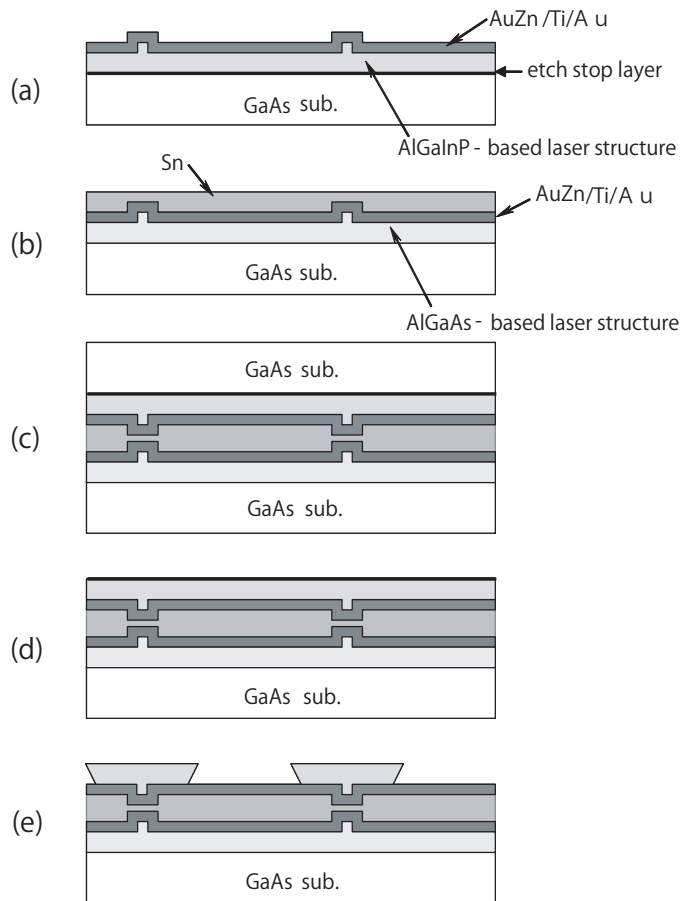 AuZn/Ti/A u
etch stop layer
(a)
GaAs sub.
AlGaInP - based laser structure
Sn
AuZn/Ti/A u
(b)
GaAs sub.
AlGaAs - based laser structure
GaAs sub.
(c)
GaAs sub.
(d)
GaAs sub.
(e)
GaAs sub.